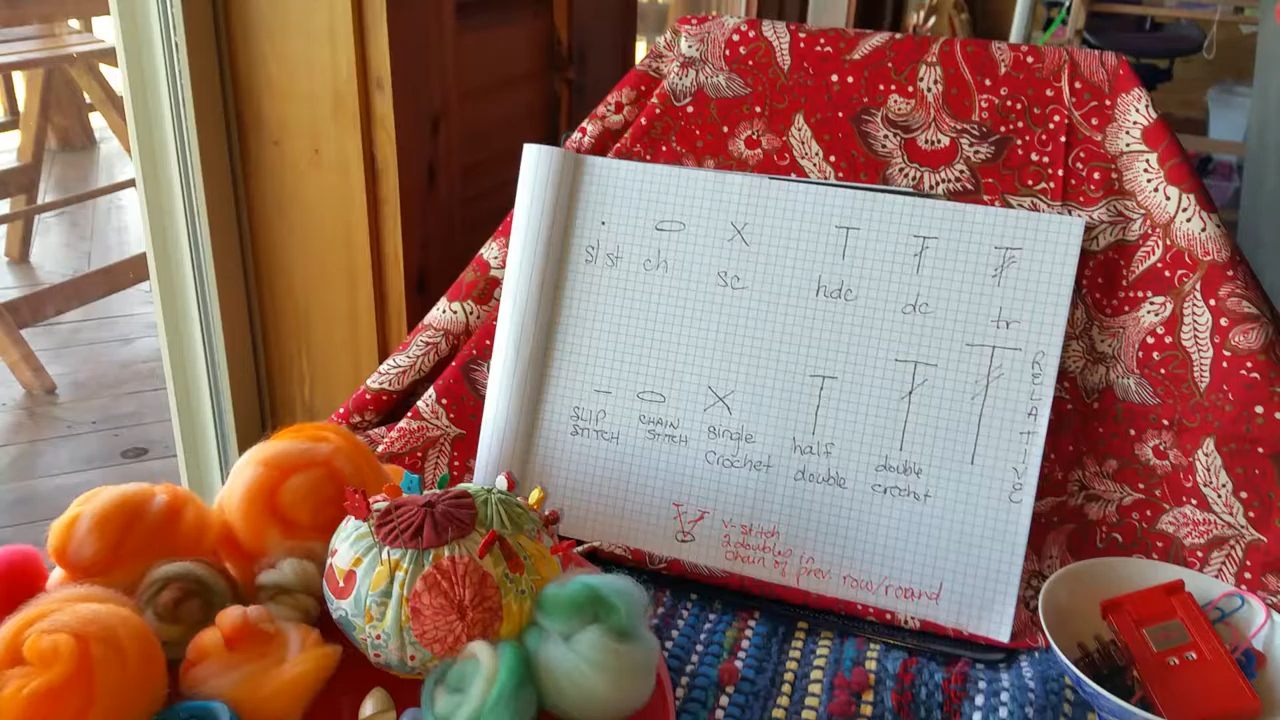 sl st ch sc hdc dc tr
SLIP STITCH
CHAIN STITCH
single crochet
half double
double crochet
v-stitch
2 doubles in
chain of prev. row/round